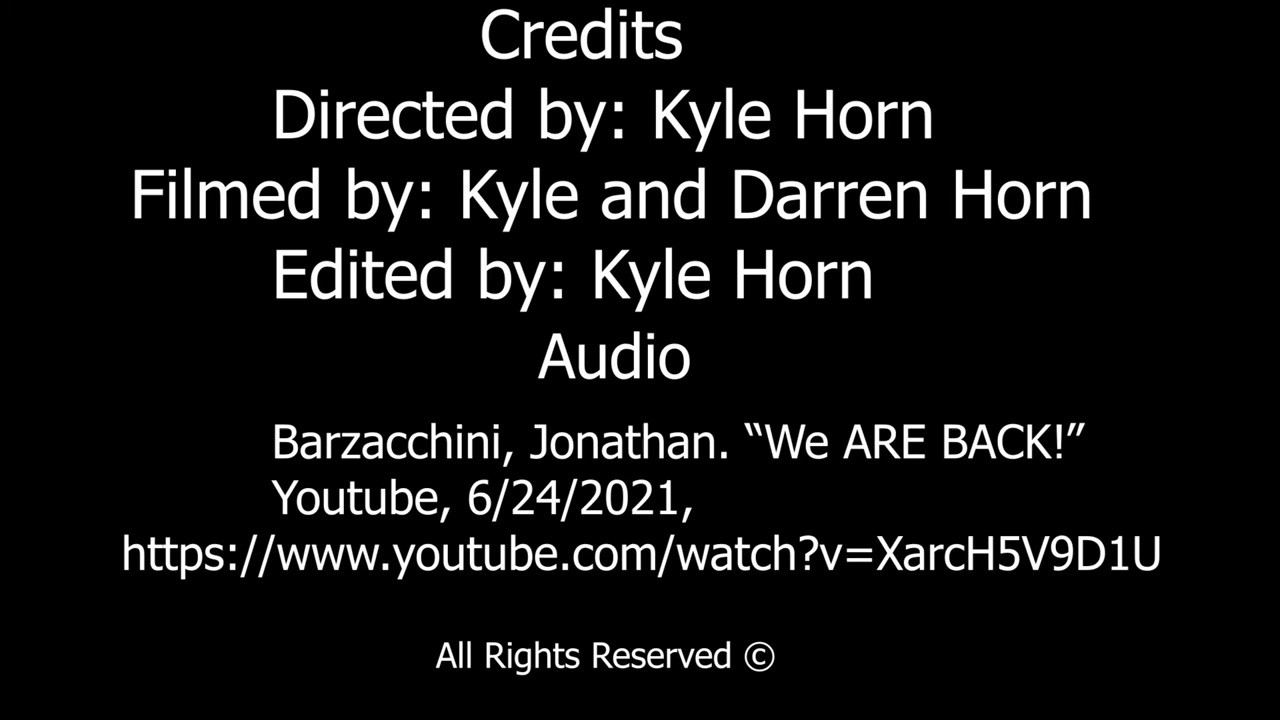 Credits
Directed by: Kyle Horn
Filmed by: Kyle and Darren Horn
Edited by: Kyle Horn
Audio
Barzacchini, Jonathan. “We ARE BACK!”
Youtube, 6/24/2021,
https://www.youtube.com/watch?v=XarcH5V9D1U
All Rights Reserved ©